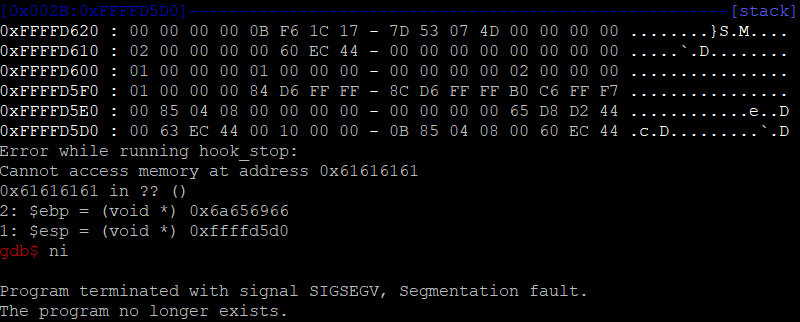 [0x002B:0xFFFFD5D0]------------------------------------------------------[stack]
0xFFFFD620 : 00 00 00 00 0B F6 1C 17 - 7D 53 07 4D 00 00 00 00 ........}S.M....
0xFFFFD610 : 02 00 00 00 60 EC 44 - 00 00 00 00 00 00 00 00 .....`.D........
0xFFFFD600 : 01 00 00 00 01 00 00 00 - 00 00 00 00 02 00 00 00 ................
0xFFFFD5F0 : 01 00 00 00 84 D6 FF FF - 8C D6 FF FF B0 C6 FF F7 ................
0xFFFFD5E0 : 00 85 04 08 00 00 00 00 - 00 00 00 00 65 D8 D2 44 ............e..D
0xFFFFD5D0 : 00 63 EC 44 00 10 00 00 - 0B 85 04 08 00 60 EC 44 .c.D.........`.D
Error while running hook_stop:
Cannot access memory at address 0x61616161
0x61616161 in ?? ()
2: $ebp = (void *) 0x6a656966
1: $esp = (void *) 0xffffd5d0
gdb$ ni
Program terminated with signal SIGSEGV, Segmentation fault.
The program no longer exists.